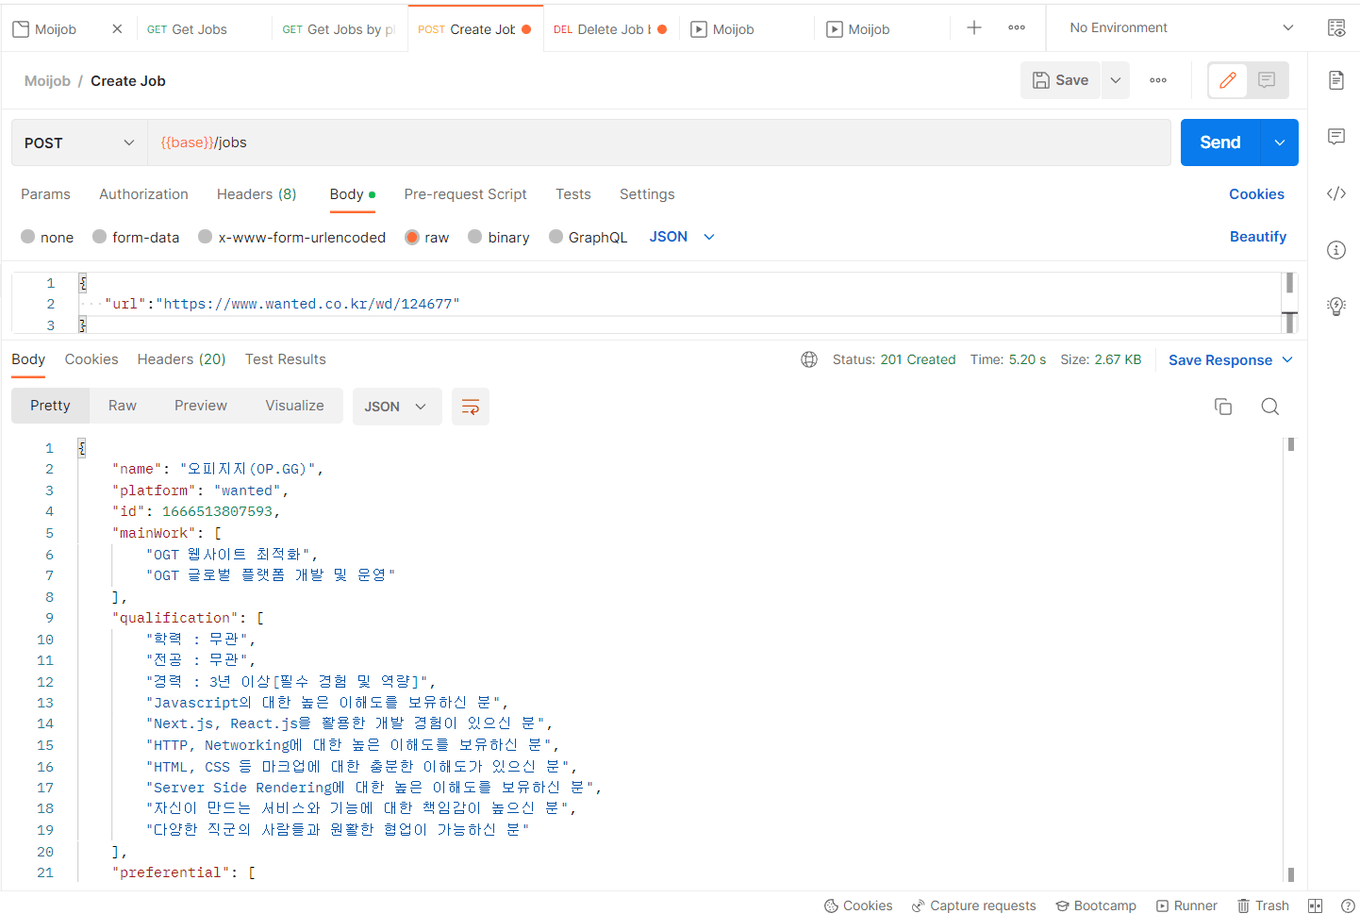 Moijob
GET Get Jobs
GET Get Jobs by pl
POST Create Job
DEL Delete Job b
Moijob
Moijob
No Environment
Moijob / Create Job
Save
POST
{{base}}/jobs
Send
Params Authorization Headers (8) Body Pre-request Script Tests Settings Cookies
none form-data x-www-form-urlencoded raw binary GraphQL JSON Beautify
1 {
2 "url":"https://www.wanted.co.kr/wd/124677"
3 }
Body Cookies Headers (20) Test Results Status: 201 Created Time: 5.20 s Size: 2.67 KB Save Response
Pretty Raw Preview Visualize JSON
1 {
2 "name": "오피지지(OP.GG)",
3 "platform": "wanted",
4 "id": 1666513807593,
5 "mainWork": [
6 "OGT 웹사이트 최적화",
7 "OGT 글로벌 플랫폼 개발 및 운영"
8 ],
9 "qualification": [
10 "학력 : 무관",
11 "전공 : 무관",
12 "경력 : 3년 이상[필수 경험 및 역량]",
13 "Javascript의 대한 높은 이해도를 보유하신 분",
14 "Next.js, React.js을 활용한 개발 경험이 있으신 분",
15 "HTTP, Networking에 대한 높은 이해도를 보유하신 분",
16 "HTML, CSS 등 마크업에 대한 충분한 이해도가 있으신 분",
17 "Server Side Rendering에 대한 높은 이해도를 보유하신 분",
18 "자신이 만드는 서비스와 기능에 대한 책임감이 높으신 분",
19 "다양한 직군의 사람들과 원활한 협업이 가능하신 분"
20 ],
21 "preferential": [
Cookies Capture requests Bootcamp Runner Trash